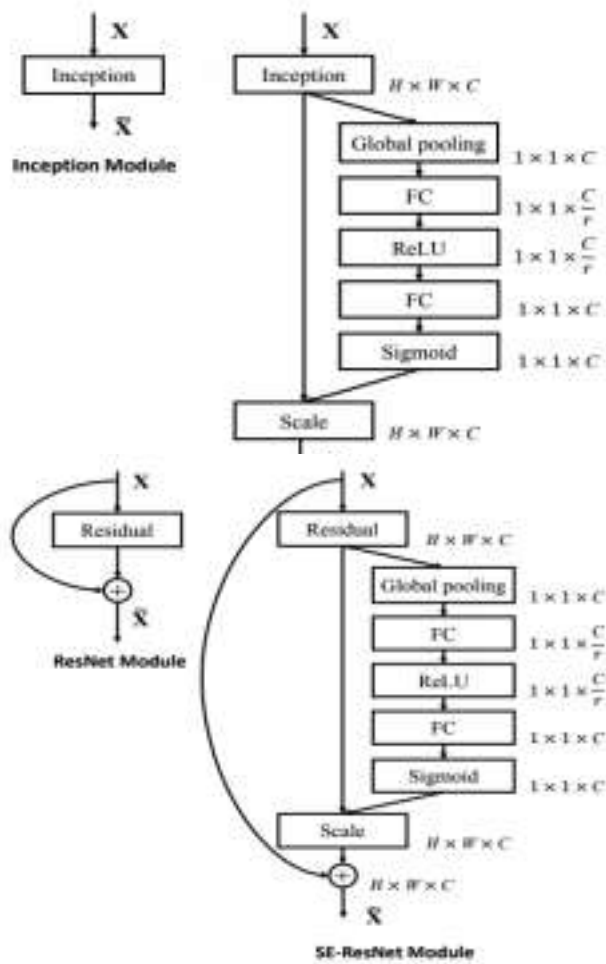 X
Inception
X̃
Inception Module
X
Inception
H × W × C
Global pooling
1 × 1 × C
FC
1 × 1 × C/r
ReLU
1 × 1 × C/r
FC
1 × 1 × C
Sigmoid
1 × 1 × C
Scale
H × W × C
X
Residual
+
X̃
ResNet Module
X
Residual
H × W × C
Global pooling
1 × 1 × C
FC
1 × 1 × C/r
ReLU
1 × 1 × C/r
FC
1 × 1 × C
Sigmoid
1 × 1 × C
Scale
H × W × C
+
H × W × C
X̃
SE-ResNet Module